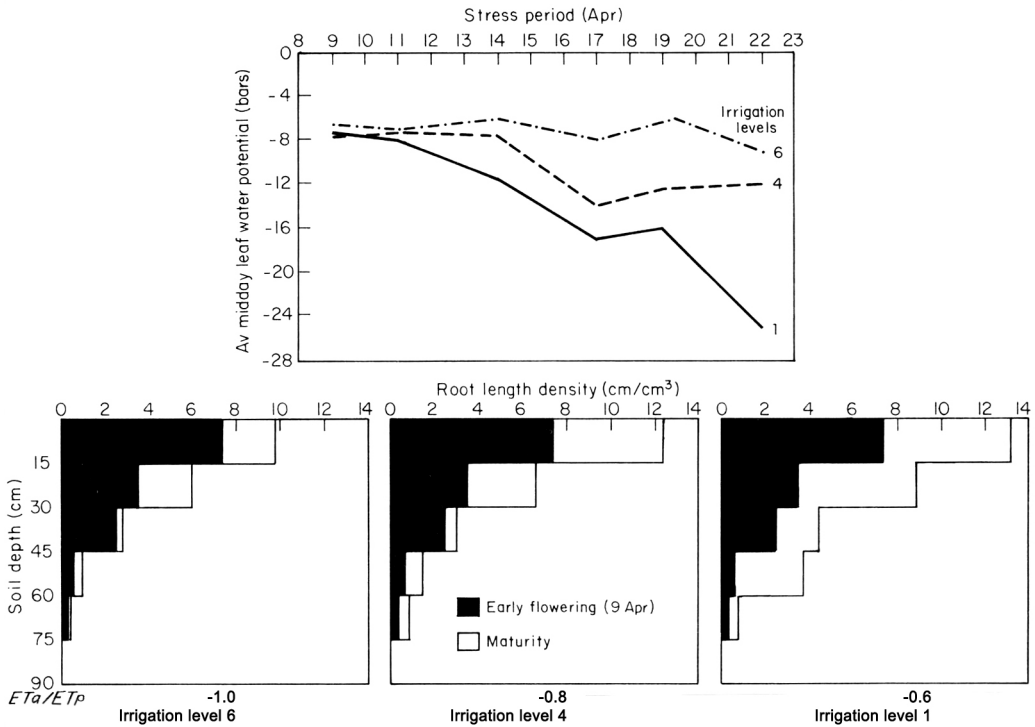 Stress period (Apr)
8 9 10 11 12 13 14 15 16 17 18 19 20 21 22 23
Av midday leaf water potential (bars)
0
-4
-8
-12
-16
-20
-24
-28
Irrigation
levels
6
4
1
Root length density (cm/cm³)
0 2 4 6 8 10 12 14 0 2 4 6 8 10 12 14 0 2 4 6 8 10 12 14
Soil depth (cm)
15
30
45
60
75
90
Early flowering (9 Apr)
Maturity
ETa/ETp -1.0 -0.8 -0.6
Irrigation level 6 Irrigation level 4 Irrigation level 1